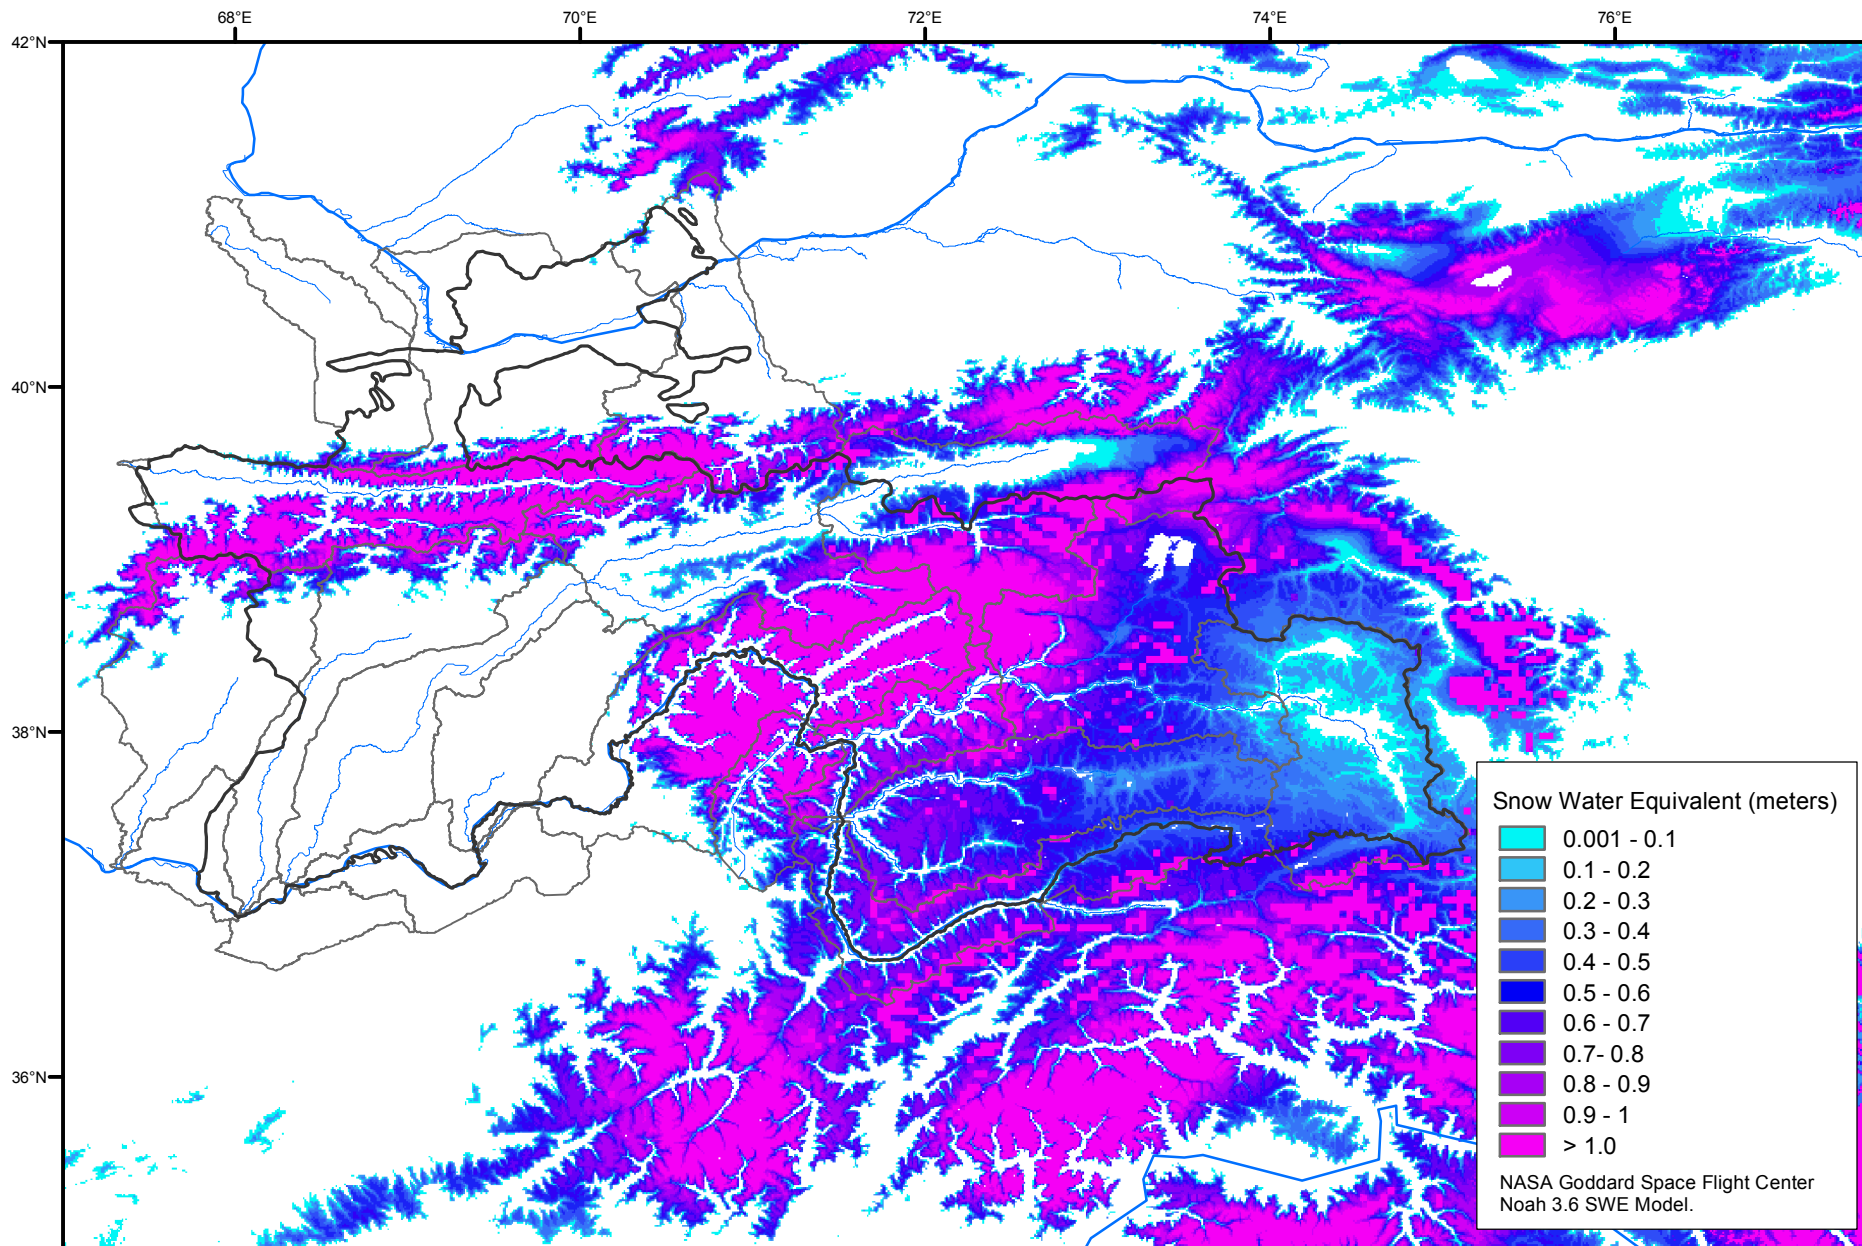 68°E
70°E
72°E
74°E
76°E
42°N
40°N
38°N
36°N
Snow Water Equivalent (meters)
0.001 - 0.1
0.1 - 0.2
0.2 - 0.3
0.3 - 0.4
0.4 - 0.5
0.5 - 0.6
0.6 - 0.7
0.7- 0.8
0.8 - 0.9
0.9 - 1
> 1.0
NASA Goddard Space Flight Center
Noah 3.6 SWE Model.